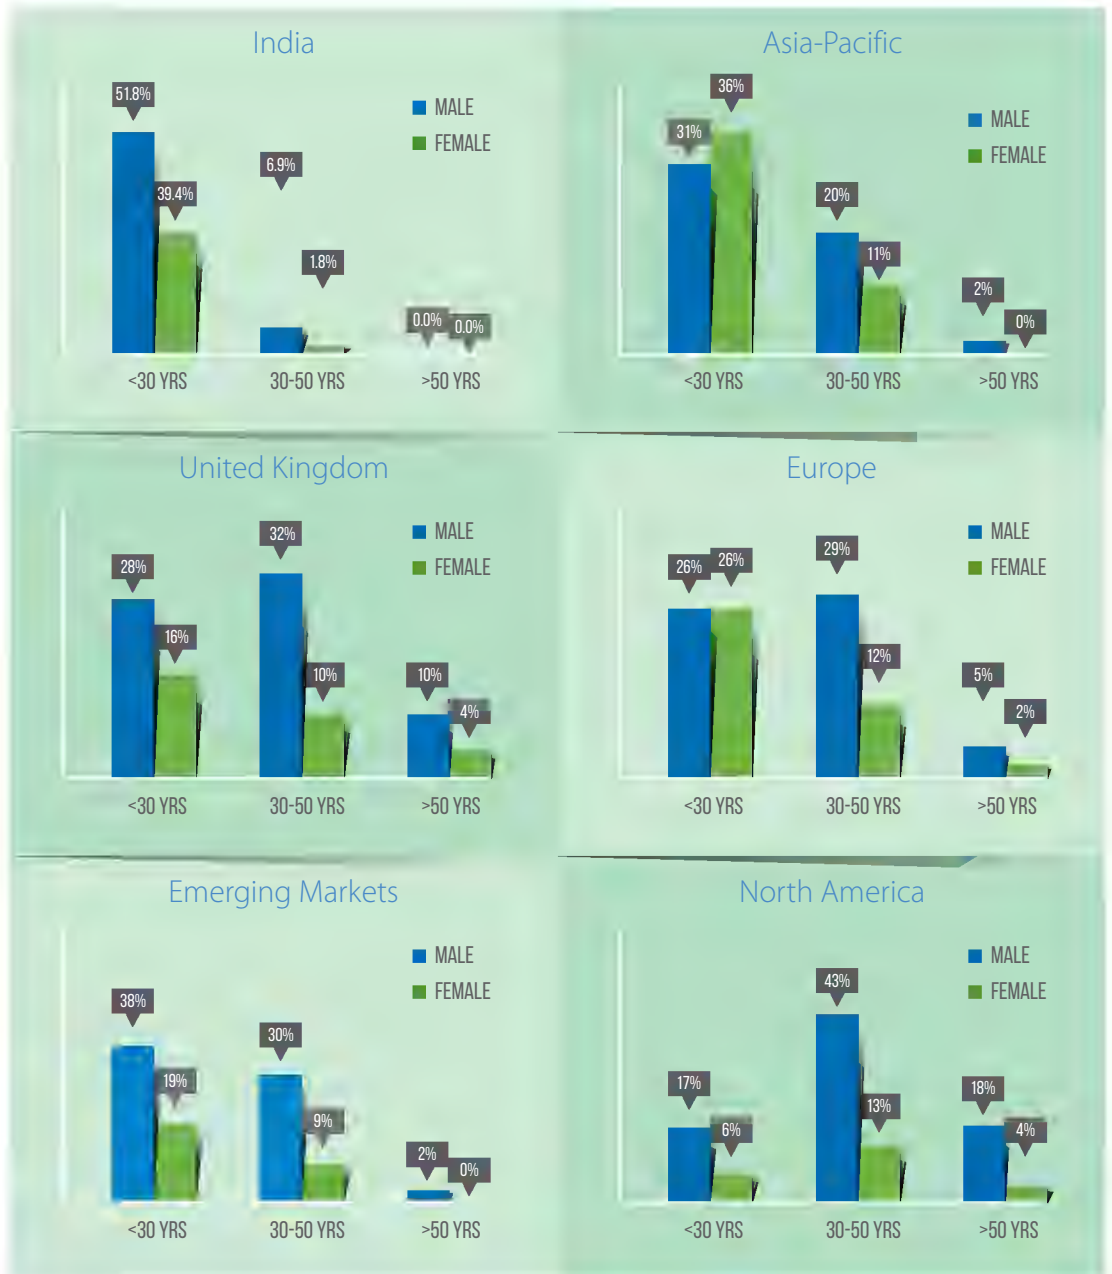 India
51.8%
39.4%
6.9%
1.8%
0.0%
0.0%
MALE
FEMALE
<30 YRS
30-50 YRS
>50 YRS
Asia-Pacific
31%
36%
20%
11%
2%
0%
MALE
FEMALE
<30 YRS
30-50 YRS
>50 YRS
United Kingdom
28%
16%
32%
10%
10%
4%
MALE
FEMALE
<30 YRS
30-50 YRS
>50 YRS
Europe
26%
26%
29%
12%
5%
2%
MALE
FEMALE
<30 YRS
30-50 YRS
>50 YRS
Emerging Markets
38%
19%
30%
9%
2%
0%
MALE
FEMALE
<30 YRS
30-50 YRS
>50 YRS
North America
17%
6%
43%
13%
18%
4%
MALE
FEMALE
<30 YRS
30-50 YRS
>50 YRS